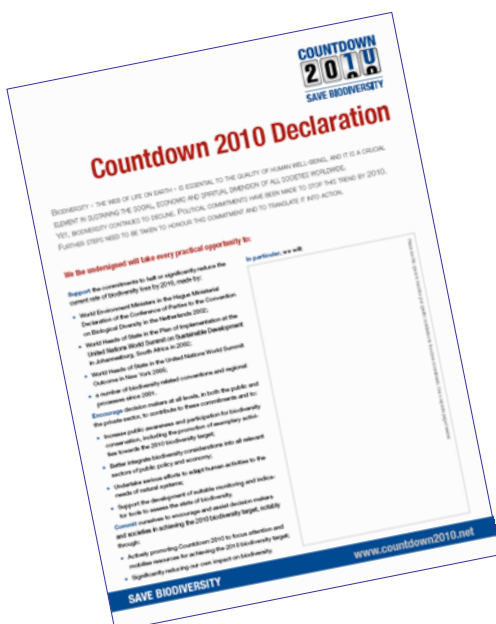 COUNTDOWN
2010
SAVE BIODIVERSITY
Countdown 2010 Declaration
BIODIVERSITY - THE WEB OF LIFE ON EARTH - IS ESSENTIAL TO THE QUALITY OF HUMAN WELL-BEING, AND IT IS A CRUCIAL
ELEMENT IN SUSTAINING THE SOCIAL, ECONOMIC AND SPIRITUAL DIMENSION OF ALL SOCIETIES WORLDWIDE.
YET, BIODIVERSITY CONTINUES TO DECLINE. POLITICAL COMMITMENTS HAVE BEEN MADE TO STOP THIS TREND BY 2010.
FURTHER STEPS NEED TO BE TAKEN TO HONOUR THIS COMMITMENT AND TO TRANSLATE IT INTO ACTION.
We the undersigned will take every practical opportunity to:
Support the commitments to halt or significantly reduce the
current rate of biodiversity loss by 2010, made by:
• World Environment Ministers in the Hague Ministerial
Declaration of the Conference of Parties to the Convention
on Biological Diversity in the Netherlands 2002;
• World Heads of State in the Plan of Implementation at the
United Nations World Summit on Sustainable Development
in Johannesburg, South Africa in 2002;
• World Heads of State in the United Nations World Summit
Outcome in New York 2005;
• a number of biodiversity related conventions and regional
processes since 2001.
Encourage decision makers at all levels, in both the public and
the private sector, to contribute to these commitments and to:
• Increase public awareness and participation for biodiversity
conservation, including the promotion of exemplary activi-
ties towards the 2010 biodiversity target;
• Better integrate biodiversity considerations into all relevant
sectors of public policy and economy;
• Undertake serious efforts to adapt human activities to the
needs of natural systems;
• Support the development of suitable monitoring and indica-
tor tools to assess the state of biodiversity.
Commit ourselves to encourage and assist decision makers
and societies in achieving the 2010 biodiversity target, notably
through:
• Actively promoting Countdown 2010 to focus attention and
mobilise resources for achieving the 2010 biodiversity target;
• Significantly reducing our own impact on biodiversity.
In particular, we will:
SAVE BIODIVERSITY
www.countdown2010.net